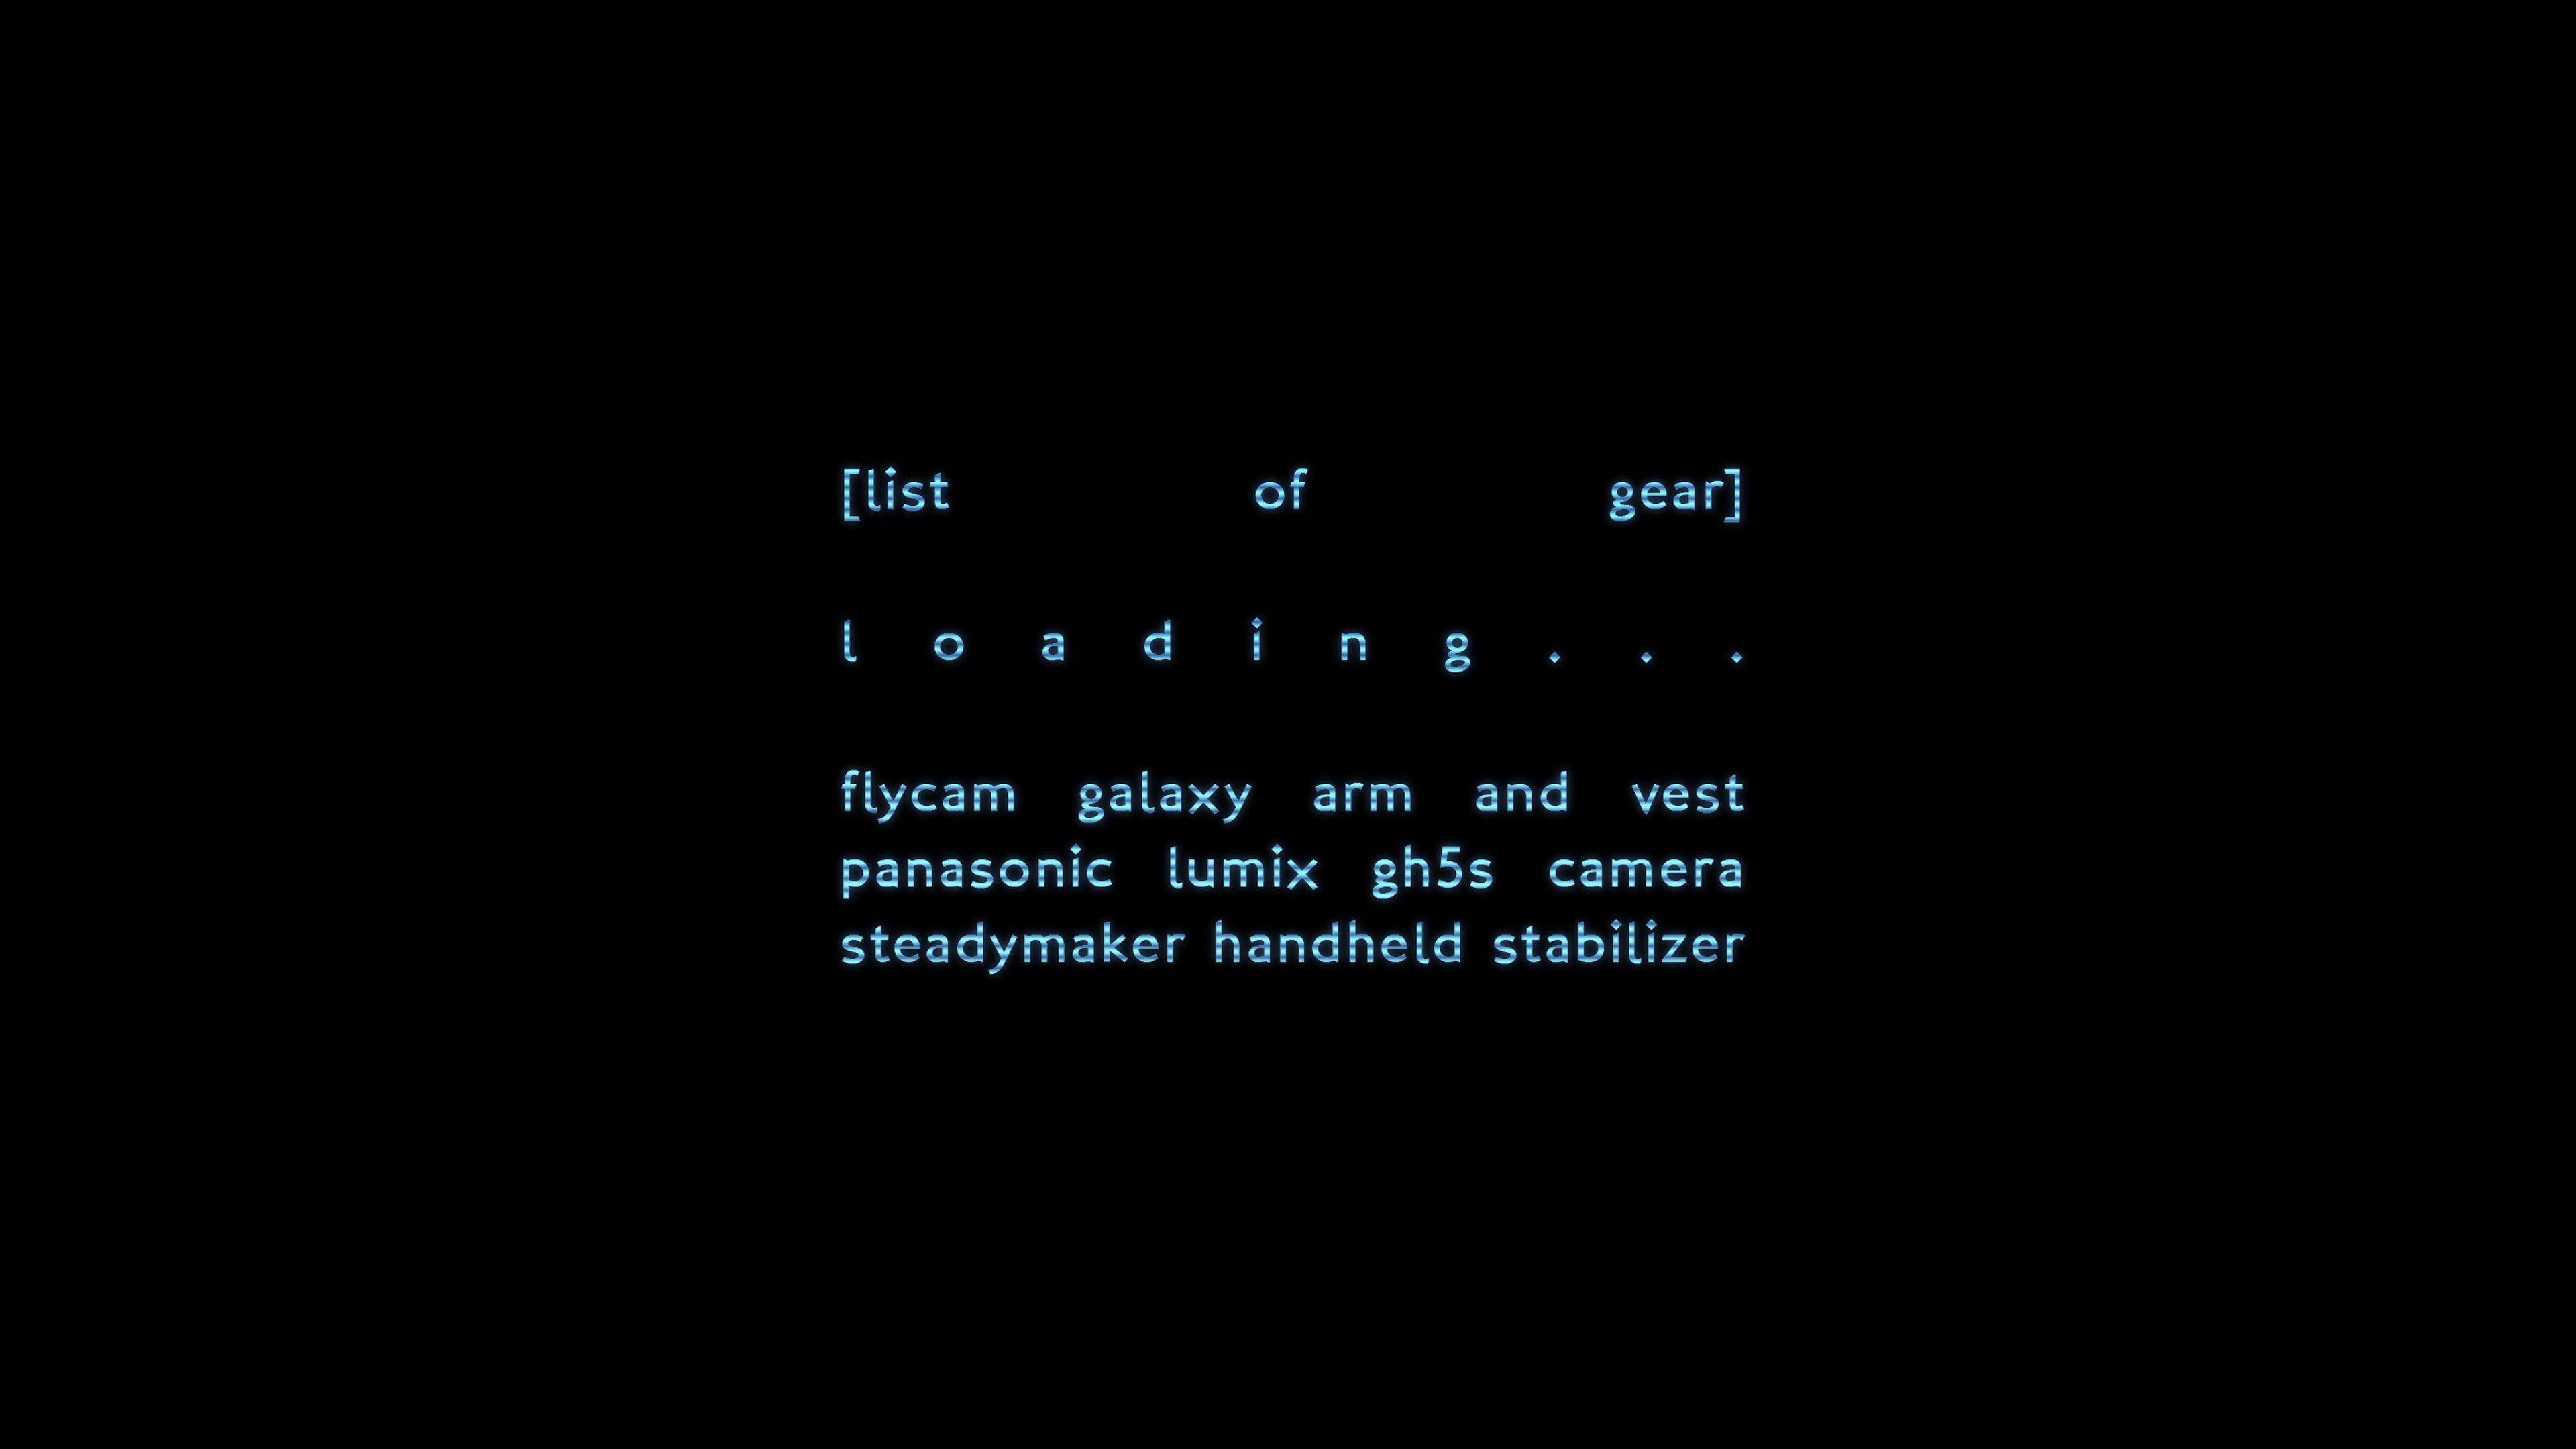 [list of gear]
l o a d i n g . . .
flycam galaxy arm and vest
panasonic lumix gh5s camera
steadymaker handheld stabilizer